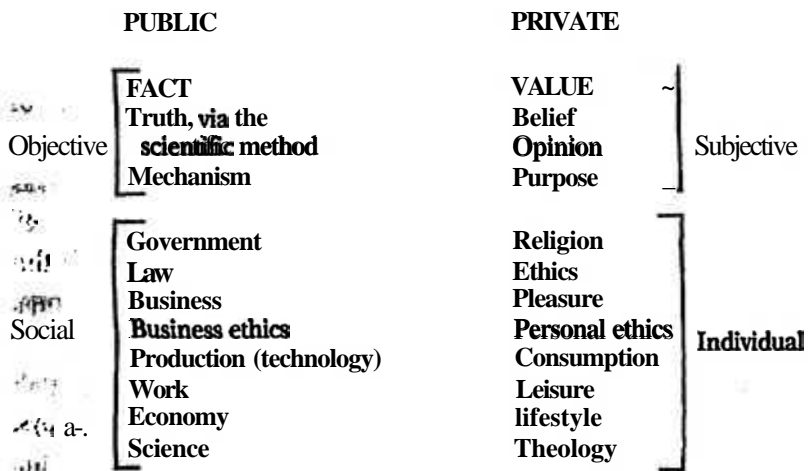 PUBLIC PRIVATE
FACT VALUE
Truth, via the Belief
Objective scientific method Opinion Subjective
Mechanism Purpose
Government Religion
Law Ethics
Business Pleasure
Social Business ethics Personal ethics Individual
Production (technology) Consumption
Work Leisure
Economy lifestyle
Science Theology